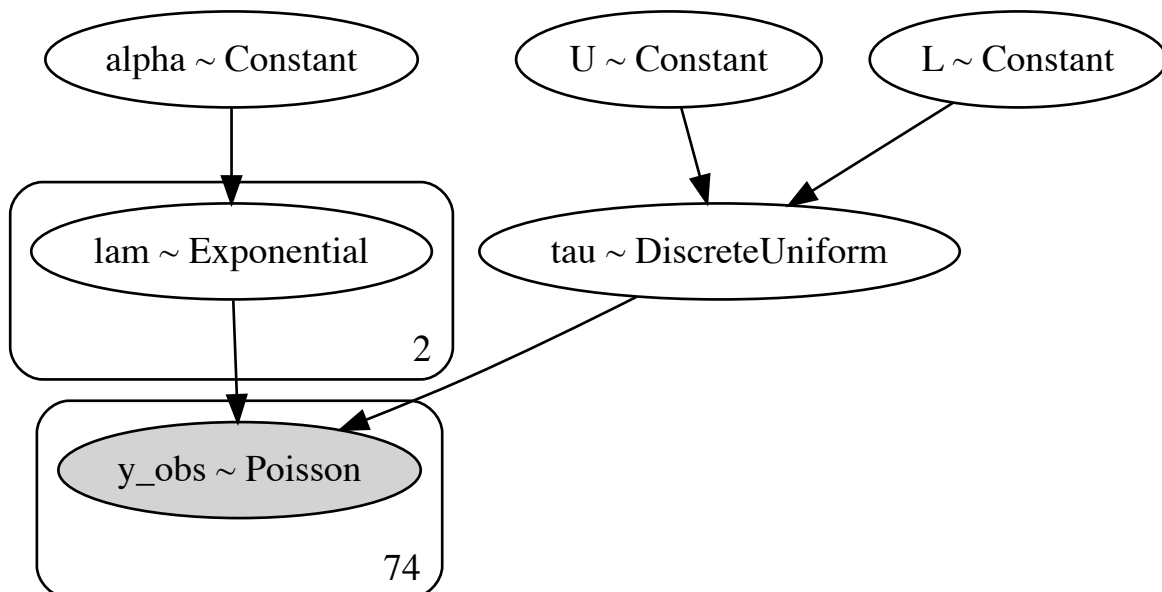 alpha ~ Constant
U ~ Constant
L ~ Constant
lam ~ Exponential
tau ~ DiscreteUniform
2
y_obs ~ Poisson
74